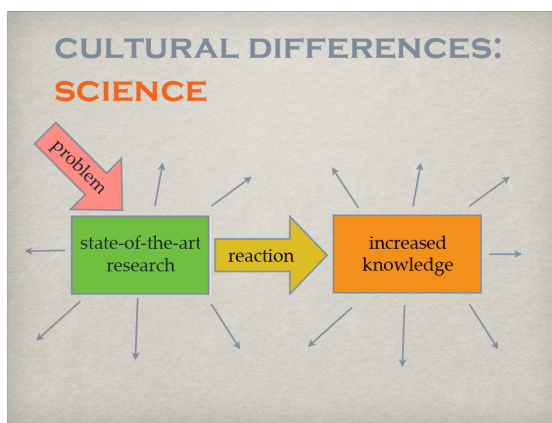 CULTURAL DIFFERENCES:
SCIENCE
problem
state-of-the-art
research
reaction
increased
knowledge